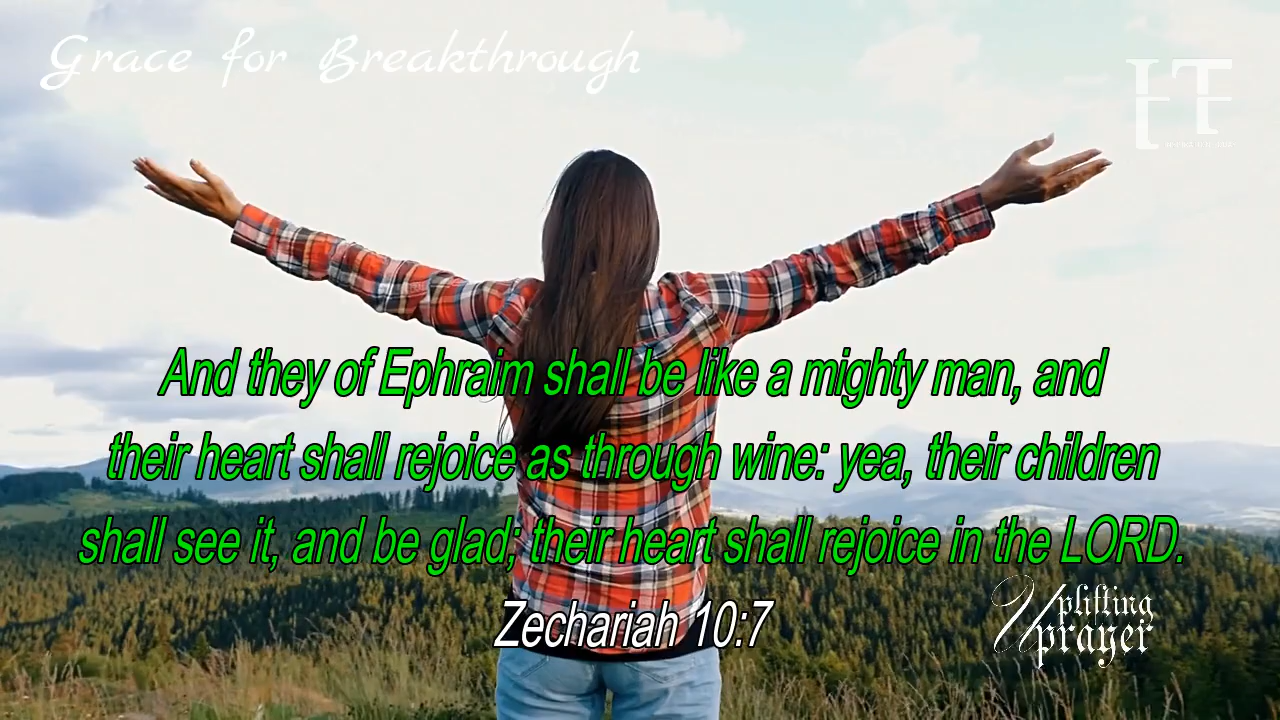 Grace for Breakthrough
And they of Ephraim shall be like a mighty man, and
their heart shall rejoice as through wine: yea, their children
shall see it, and be glad; their heart shall rejoice in the LORD.
Zechariah 10:7
Uplifting
prayer